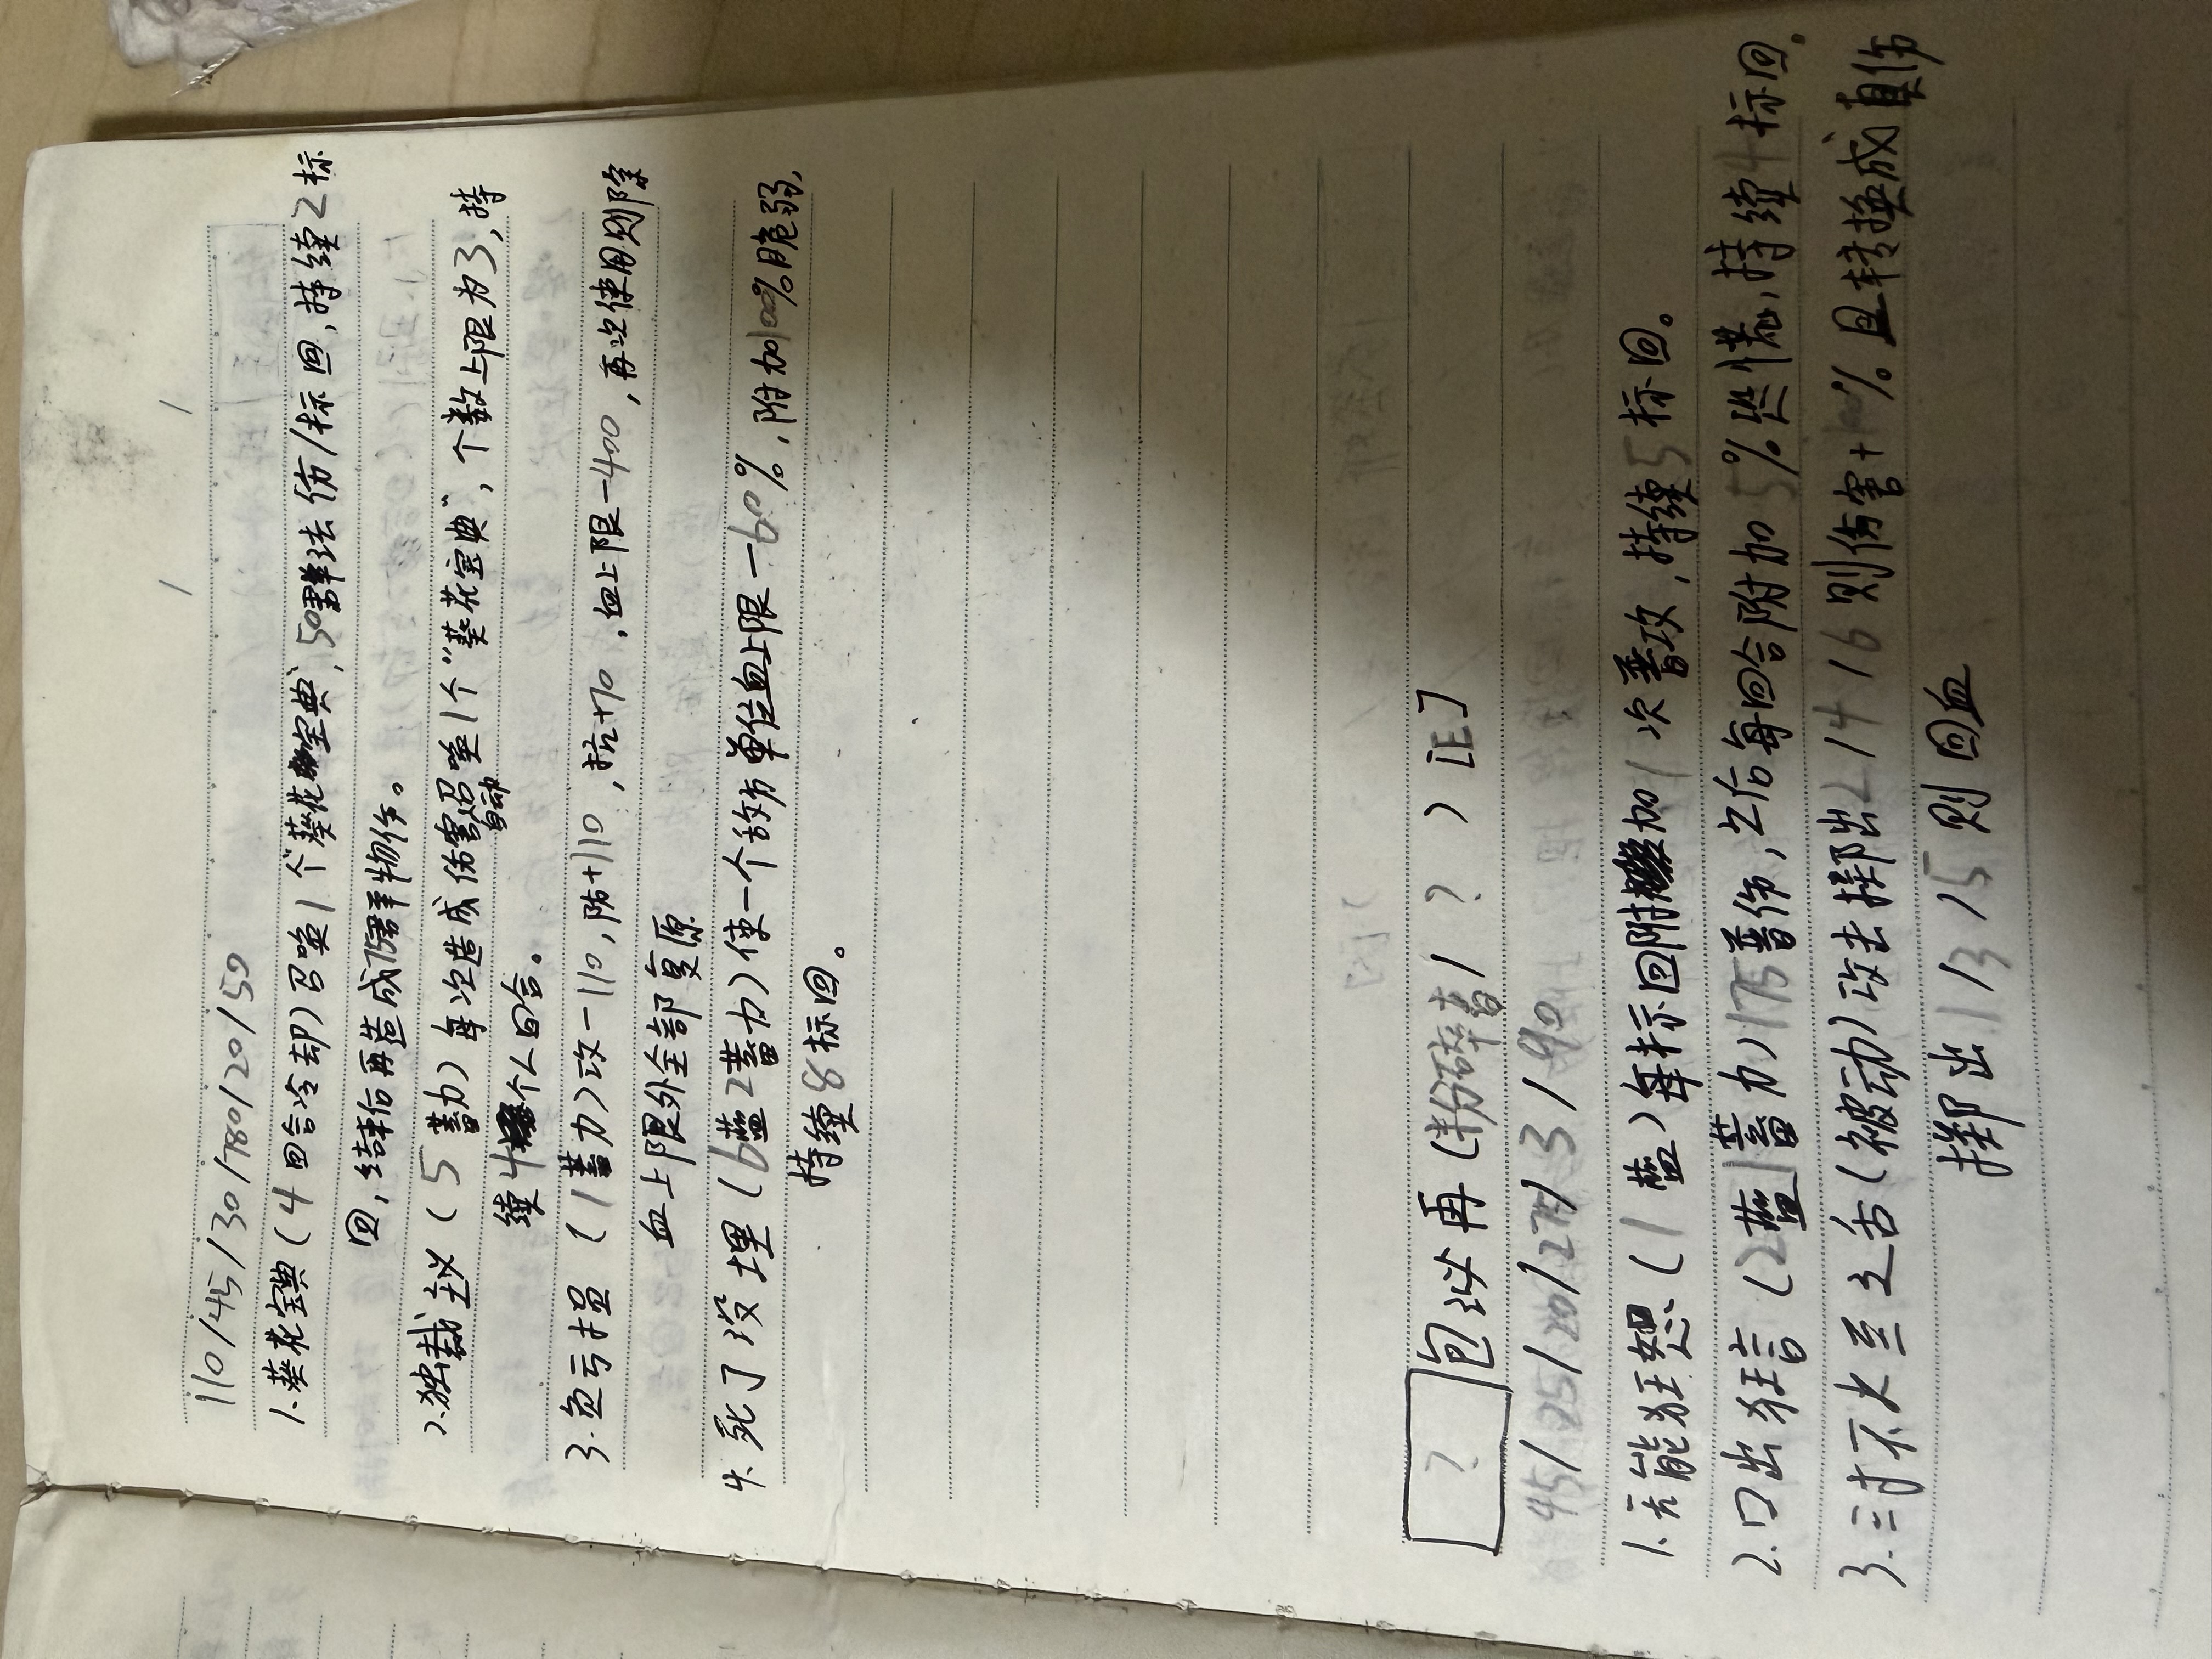 110/45/30/780/20/50
1.葵花宝典(4回合冷却)召唤1个“葵花宝典”,50群法伤/标回,持续2标
回,结束后再造成75群物伤。
2.独裁主义(5蓄力)每次造成伤害自动召唤1个“葵花宝典”,个数上限为3,持
续4个人回合。
3.负亏损(1蓄力)攻-110,防+110,抗+70,血上限-400,再次使用则除
血上限外全部复原
4.死了没埋(6蓝2蓄力)使一个敌方单位血上限-60%,附加100%脆弱,
持续8标回。
? 包泌再(粉碎者/ ? )[E]
45/25/20/275/3/90
1.无能狂怒(1蓝)每标回附加1次普攻,持续5标回。
2.口出狂言(2蓝1蓄力)175普伤,之后每回合附加5%恐慌,持续4标回。
3.三寸不火至之舌(被动)攻击掷出2/4/6则伤害+%且转换成真伤
掷出1/3/5则回血